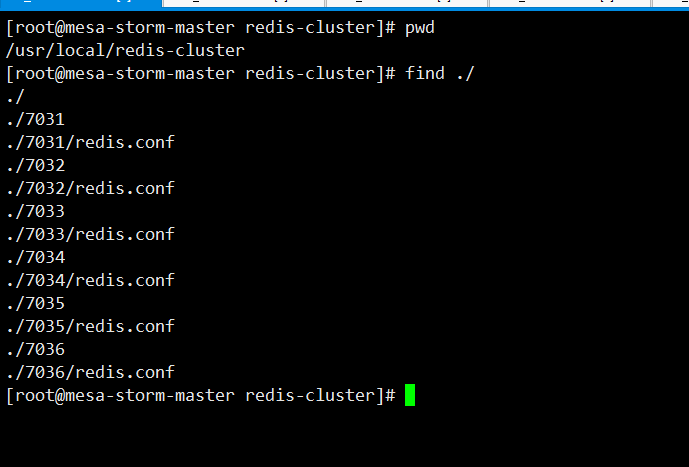 [root@mesa-storm-master redis-cluster]# pwd
/usr/local/redis-cluster
[root@mesa-storm-master redis-cluster]# find ./
./
./7031
./7031/redis.conf
./7032
./7032/redis.conf
./7033
./7033/redis.conf
./7034
./7034/redis.conf
./7035
./7035/redis.conf
./7036
./7036/redis.conf
[root@mesa-storm-master redis-cluster]#